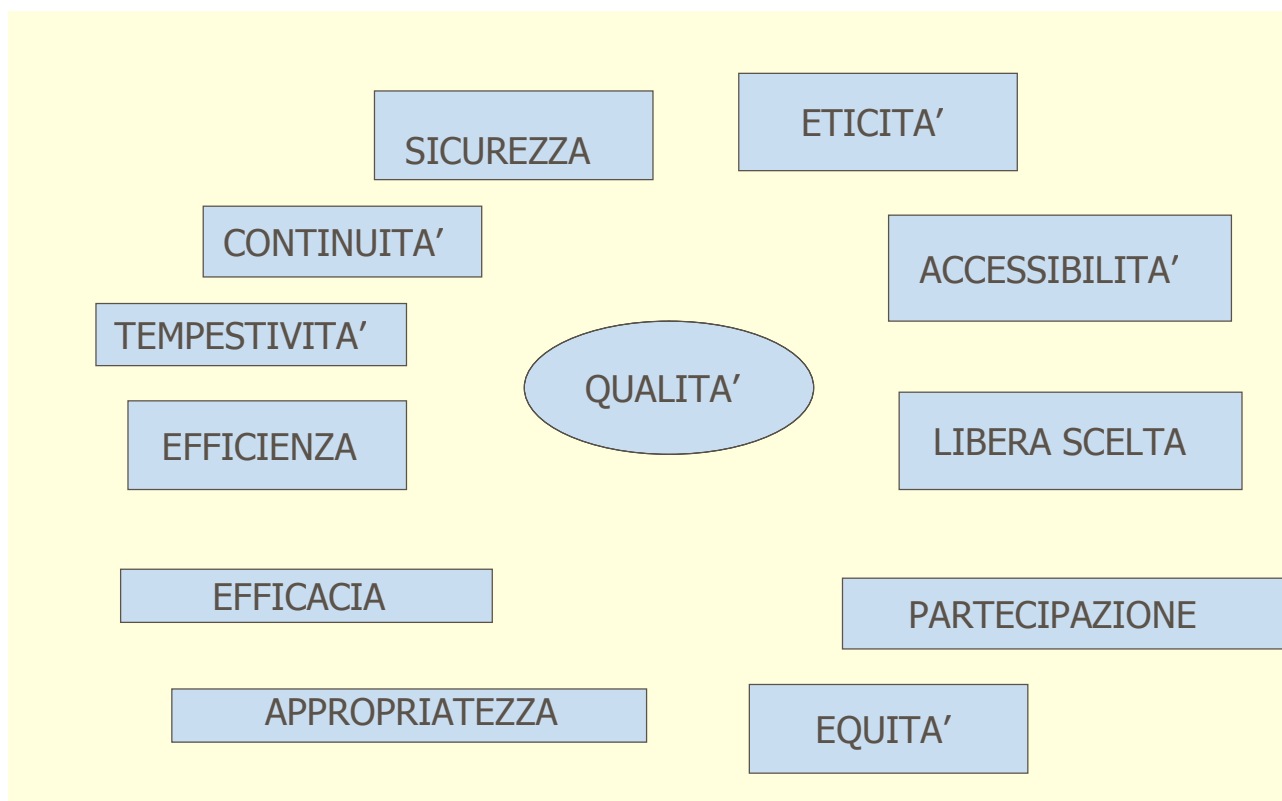 ETICITA’
SICUREZZA
CONTINUITA’
ACCESSIBILITA’
TEMPESTIVITA’
QUALITA’
EFFICIENZA
LIBERA SCELTA
EFFICACIA
PARTECIPAZIONE
APPROPRIATEZZA
EQUITA’